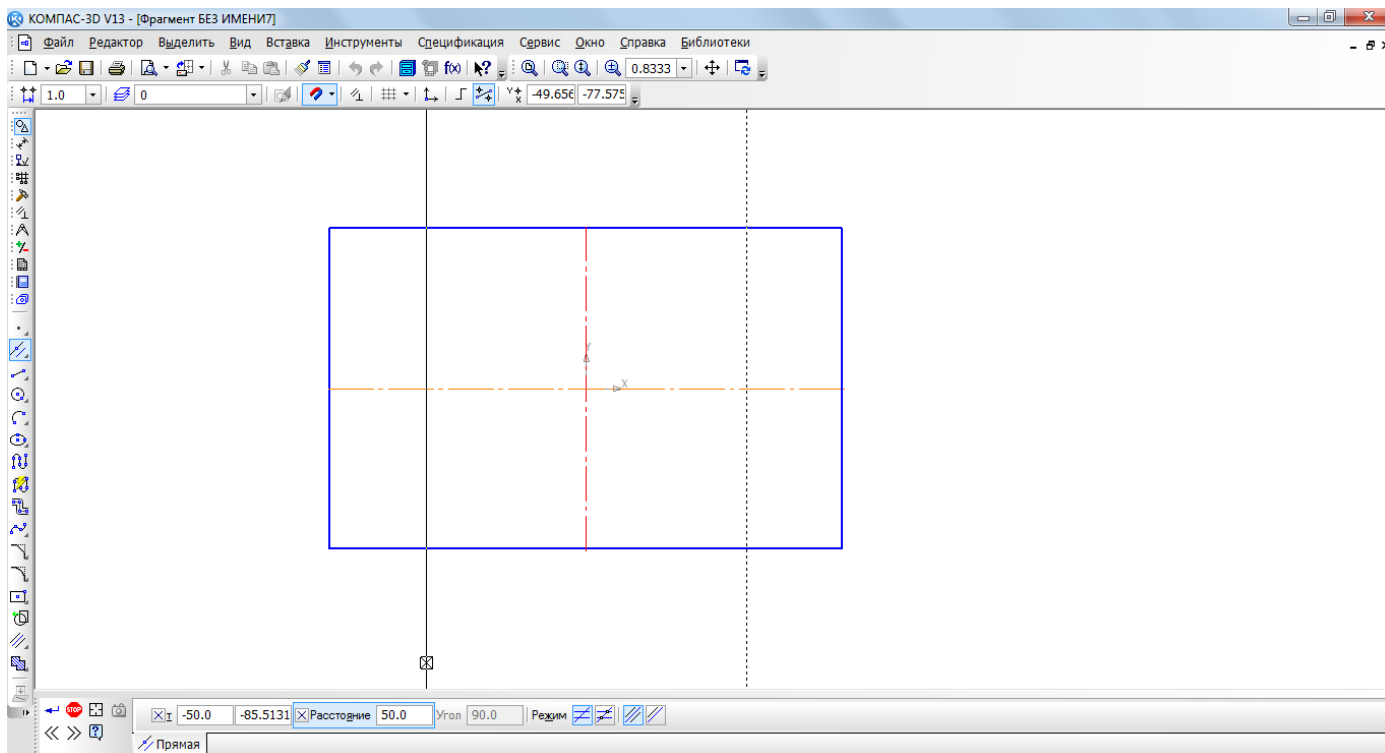 КОМПАС-3D V13 - [Фрагмент БЕЗ ИМЕНИ7]
Файл Редактор Выделить Вид Вставка Инструменты Спецификация Сервис Окно Справка Библиотеки
f(x) 0.8333
1.0 0 Y X -49.656 -77.575
Y
X
STOP т -50.0 -85.5131 Расстояние 50.0 Угол 90.0 Режим
Прямая